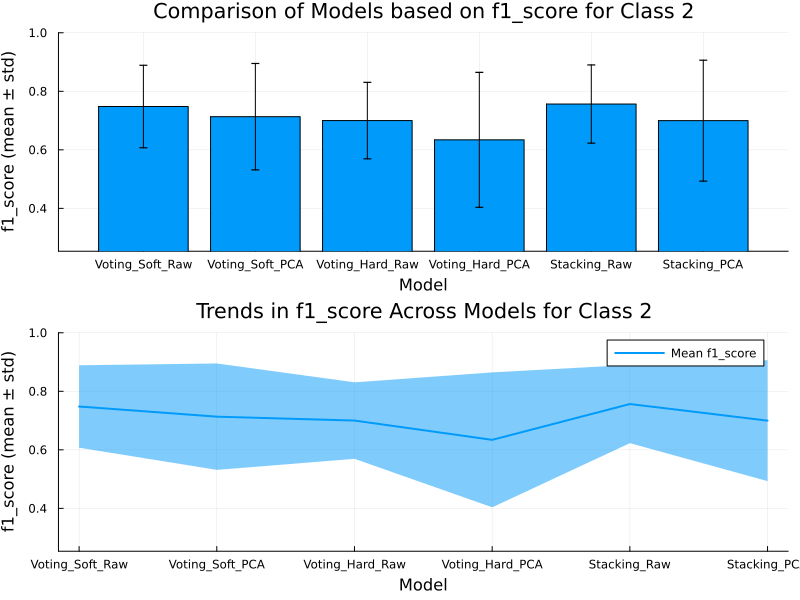 Comparison of Models based on f1_score for Class 2
f1_score (mean ± std)
1.0
0.8
0.6
0.4
Voting_Soft_Raw Voting_Soft_PCA Voting_Hard_Raw Voting_Hard_PCA Stacking_Raw Stacking_PCA
Model
Trends in f1_score Across Models for Class 2
f1_score (mean ± std)
1.0
Mean f1_score
0.8
0.6
0.4
Voting_Soft_Raw Voting_Soft_PCA Voting_Hard_Raw Voting_Hard_PCA Stacking_Raw Stacking_PC
Model